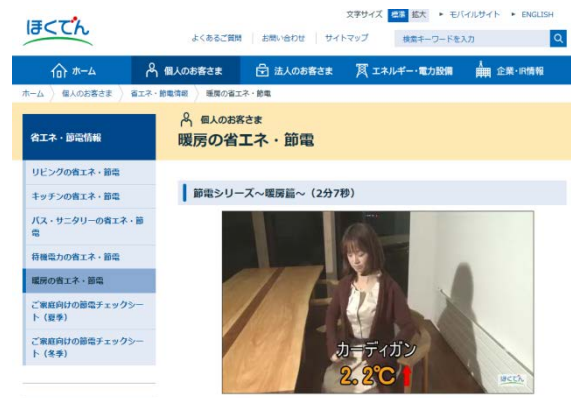 ほくでん
文字サイズ 標準 拡大 モバイルサイト ENGLISH
よくあるご質問 お問い合わせ サイトマップ 検索キーワードを入力
ホーム 個人のお客さま 法人のお客さま エネルギー・電力設備 企業・IR情報
ホーム 個人のお客さま 省エネ・節電情報 暖房の省エネ・節電
省エネ・節電情報
リビングの省エネ・節電
キッチンの省エネ・節電
バス・サニタリーの省エネ・節
電
待機電力の省エネ・節電
暖房の省エネ・節電
ご家庭向けの節電チェックシー
ト（夏季）
ご家庭向けの節電チェックシー
ト（冬季）
個人のお客さま
暖房の省エネ・節電
節電シリーズ～暖房篇～（2分7秒）
カーディガン
2.2℃
ほくでん